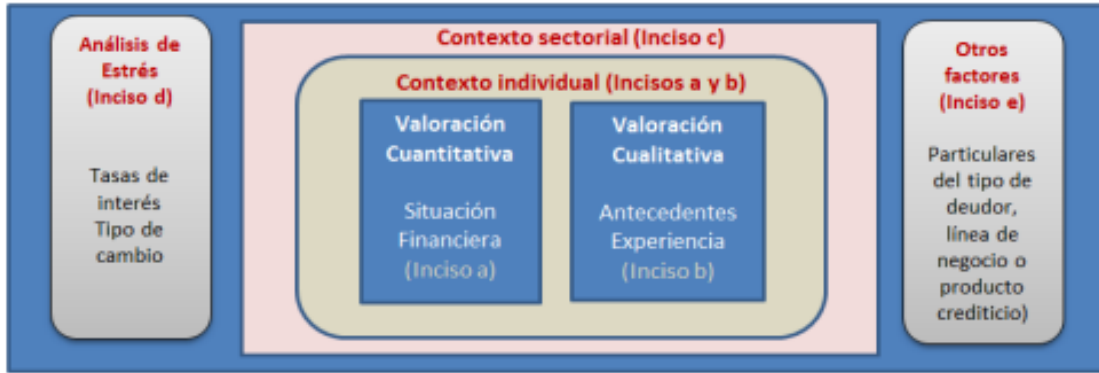 Análisis de
Estrés
(Inciso d)
Tasas de
interés
Tipo de
cambio
Contexto sectorial (Inciso c)
Contexto individual (Incisos a y b)
Valoración
Cuantitativa
Situación
Financiera
(Inciso a)
Valoración
Cualitativa
Antecedentes
Experiencia
(Inciso b)
Otros
factores
(Inciso e)
Particulares
del tipo de
deudor,
línea de
negocio o
producto
crediticio)